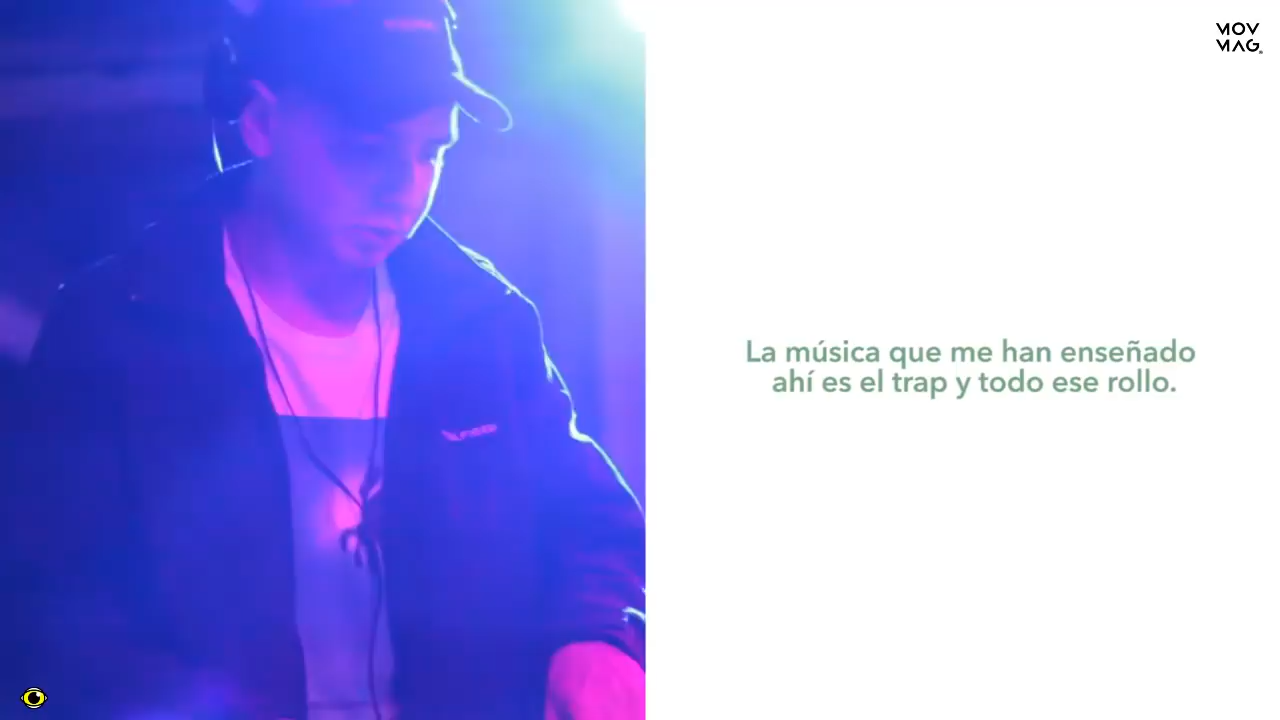 MOV
MAG
La música que me han enseñado
ahí es el trap y todo ese rollo.